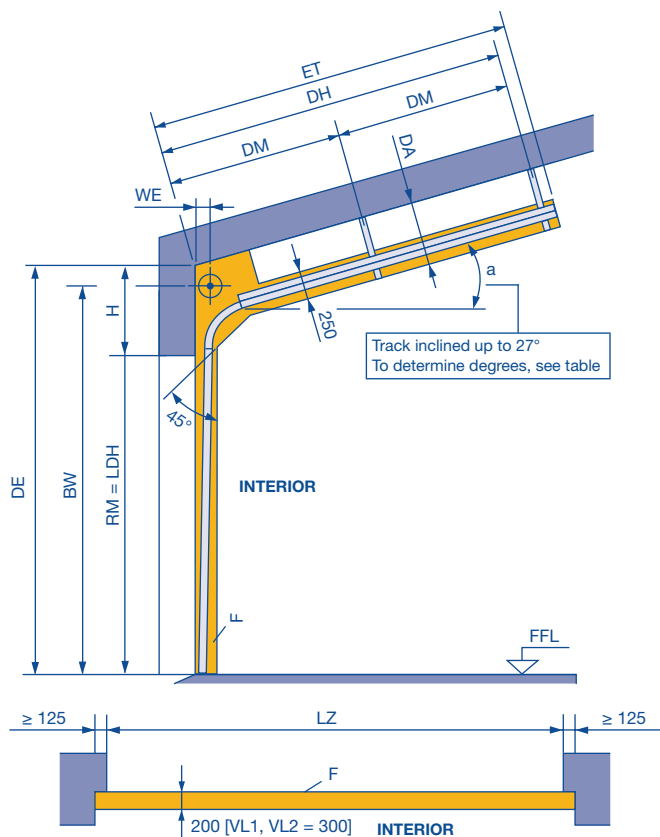 ET
DH
DM
DM
DA
WE
a
H
250
Track inclined up to 27°
To determine degrees, see table
45°
DE
BW
RM = LDH
INTERIOR
F
FFL
≥ 125
LZ
≥ 125
F
200 [VL1, VL2 = 300]
INTERIOR